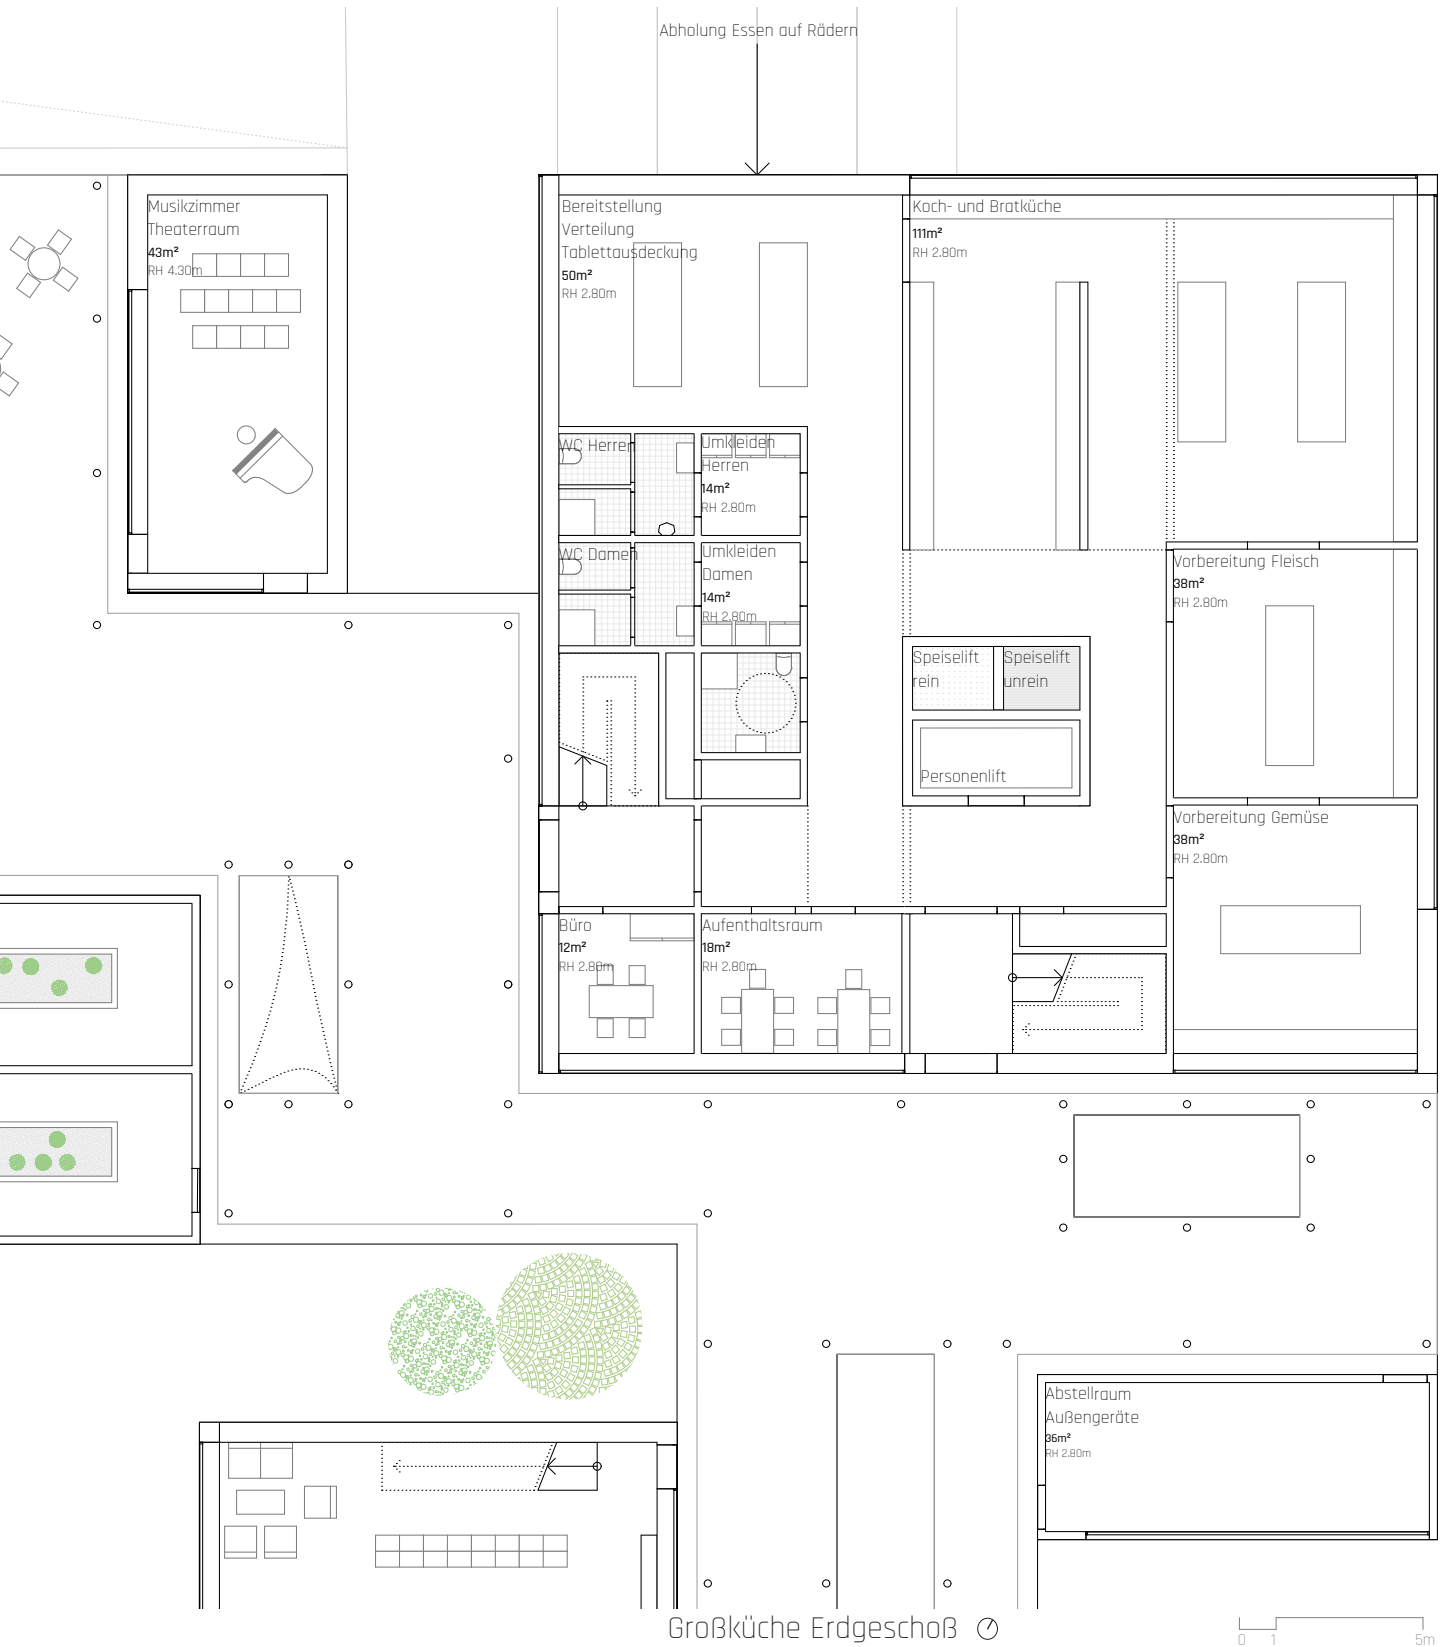 Abholung Essen auf Rädern
Musikzimmer
Theaterraum
43m²
RH 4.30m
Bereitstellung
Verteilung
Tablettausdeckung
50m²
RH 2.80m
Koch- und Bratküche
111m²
RH 2.80m
WC Herren
Umkleiden
Herren
14m²
RH 2.80m
WC Damen
Umkleiden
Damen
14m²
RH 2.80m
Vorbereitung Fleisch
38m²
RH 2.80m
Speiselift
rein
Speiselift
unrein
Personenlift
Vorbereitung Gemüse
38m²
RH 2.80m
Büro
12m²
RH 2.80m
Aufenthaltsraum
18m²
RH 2.80m
Abstellraum
Außengeräte
36m²
RH 2.80m
Großküche Erdgeschoß
0 1 5m